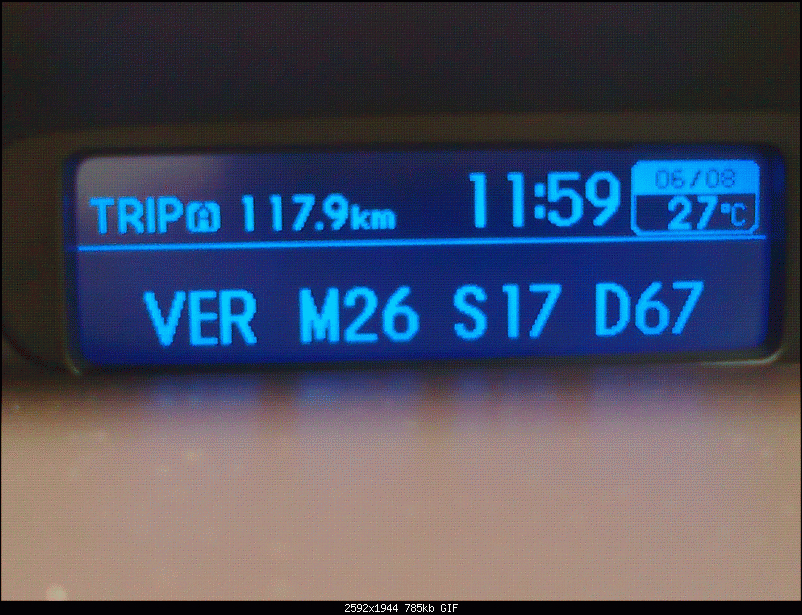 TRIP A 117.9km 11:59 06/08
27°C
VER M26 S17 D67
2592x1944 785kb GIF